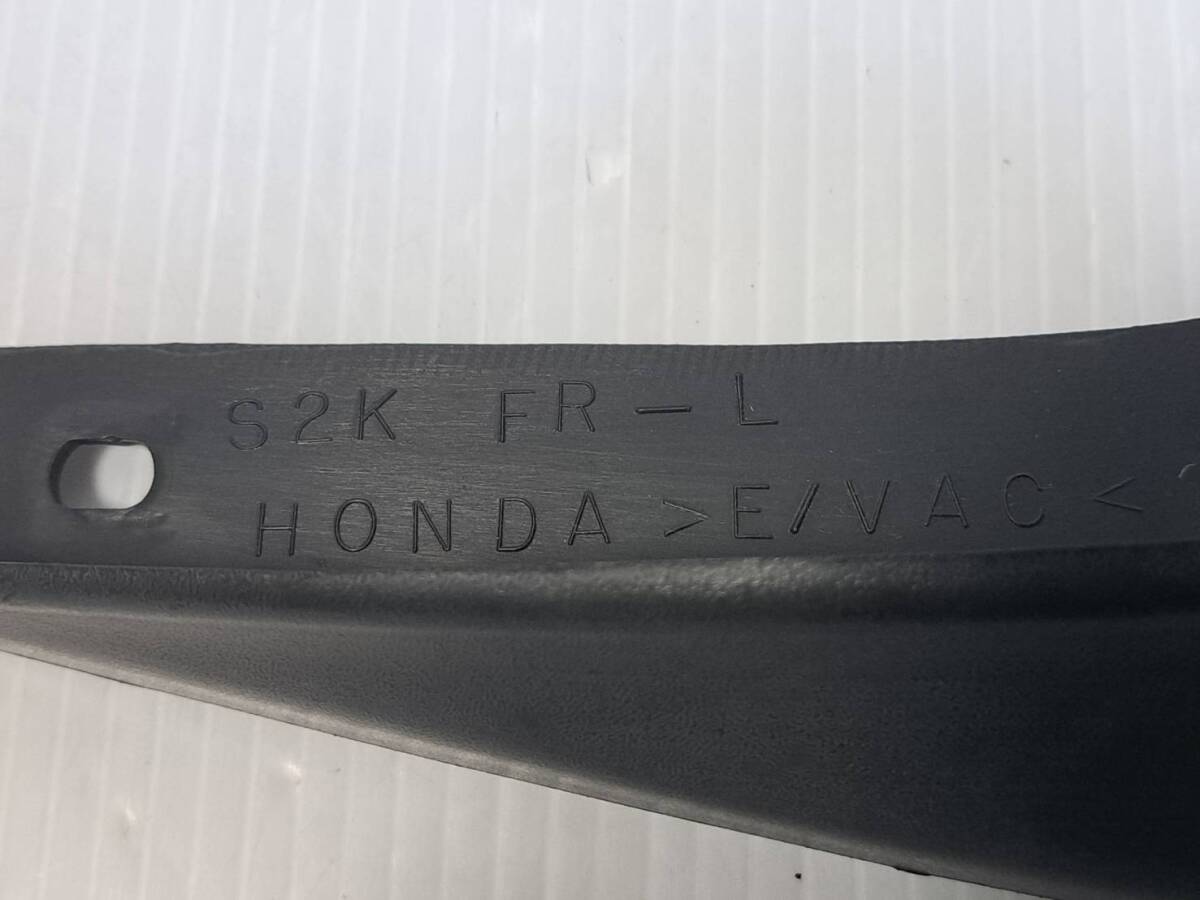 S2K FR-L
HONDA >E/VAC<